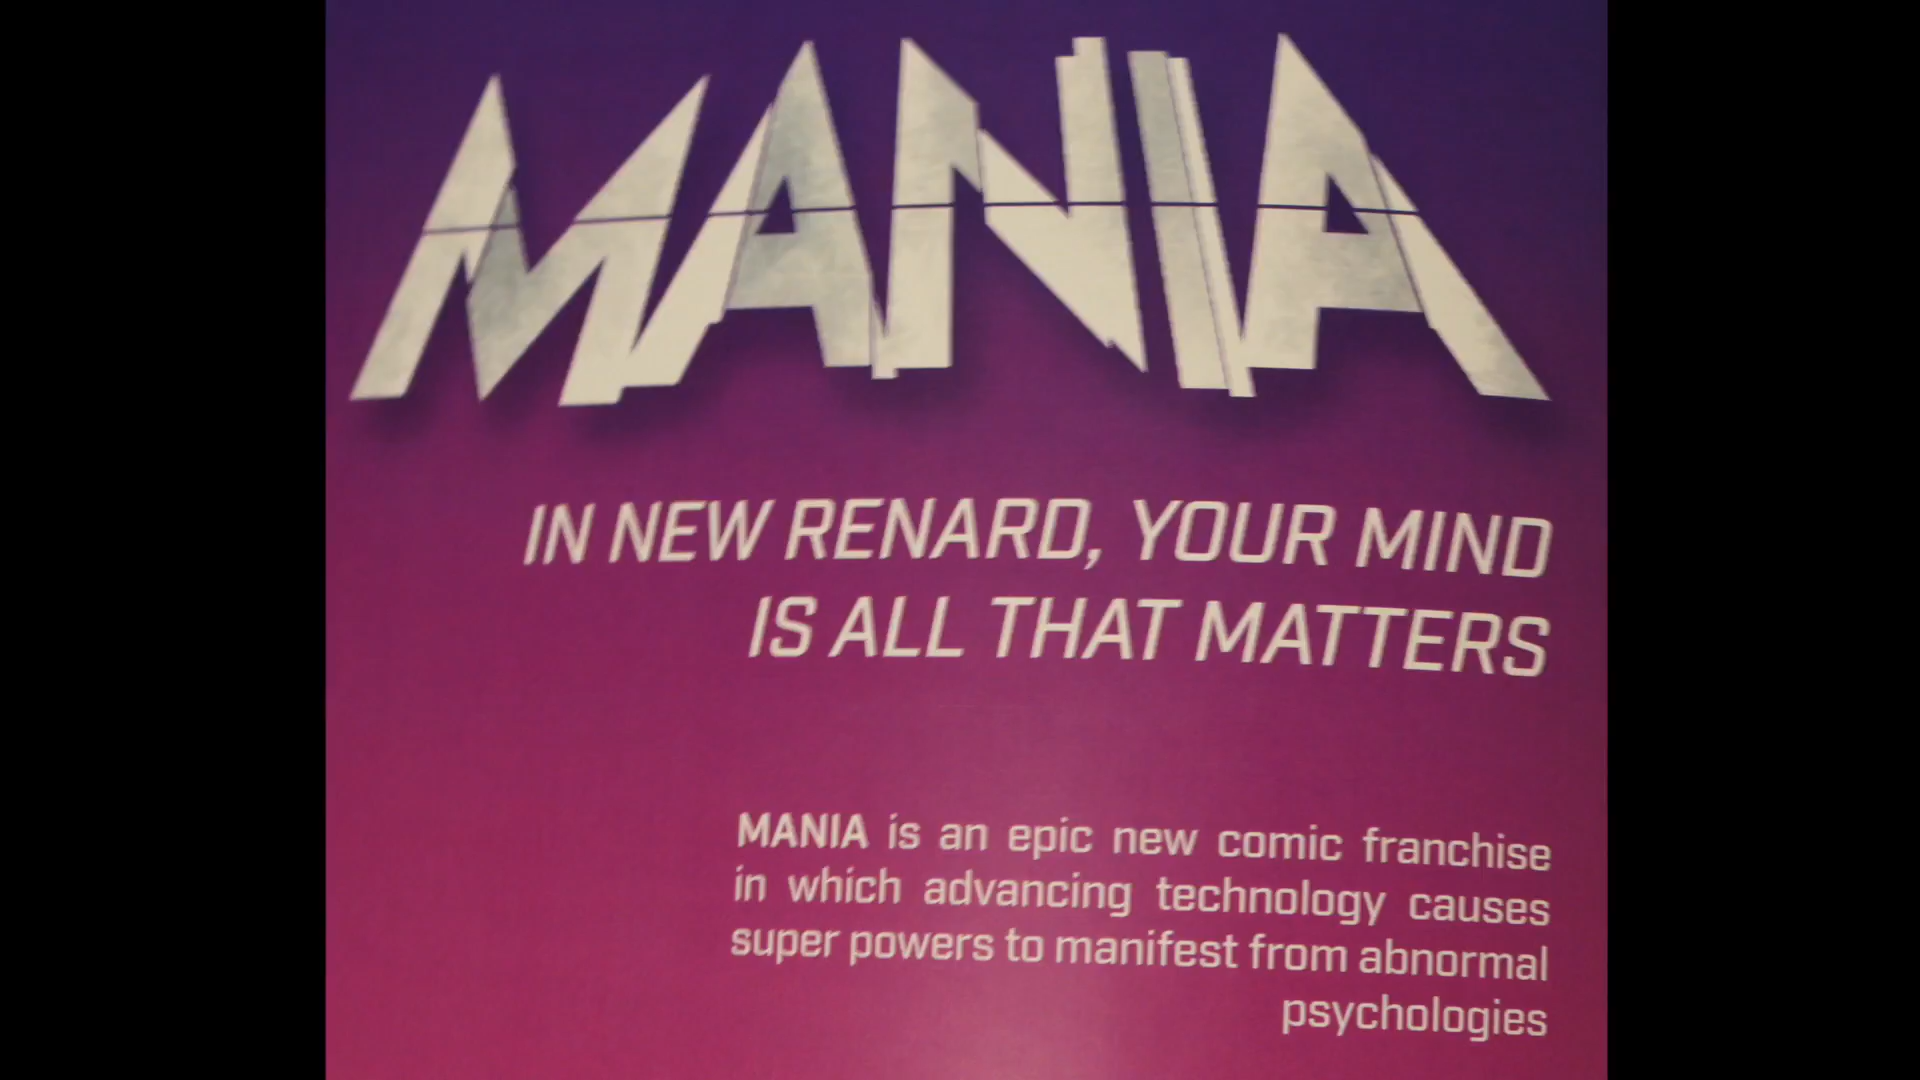 MANIA
IN NEW RENARD, YOUR MIND
IS ALL THAT MATTERS
MANIA is an epic new comic franchise
in which advancing technology causes
super powers to manifest from abnormal
psychologies